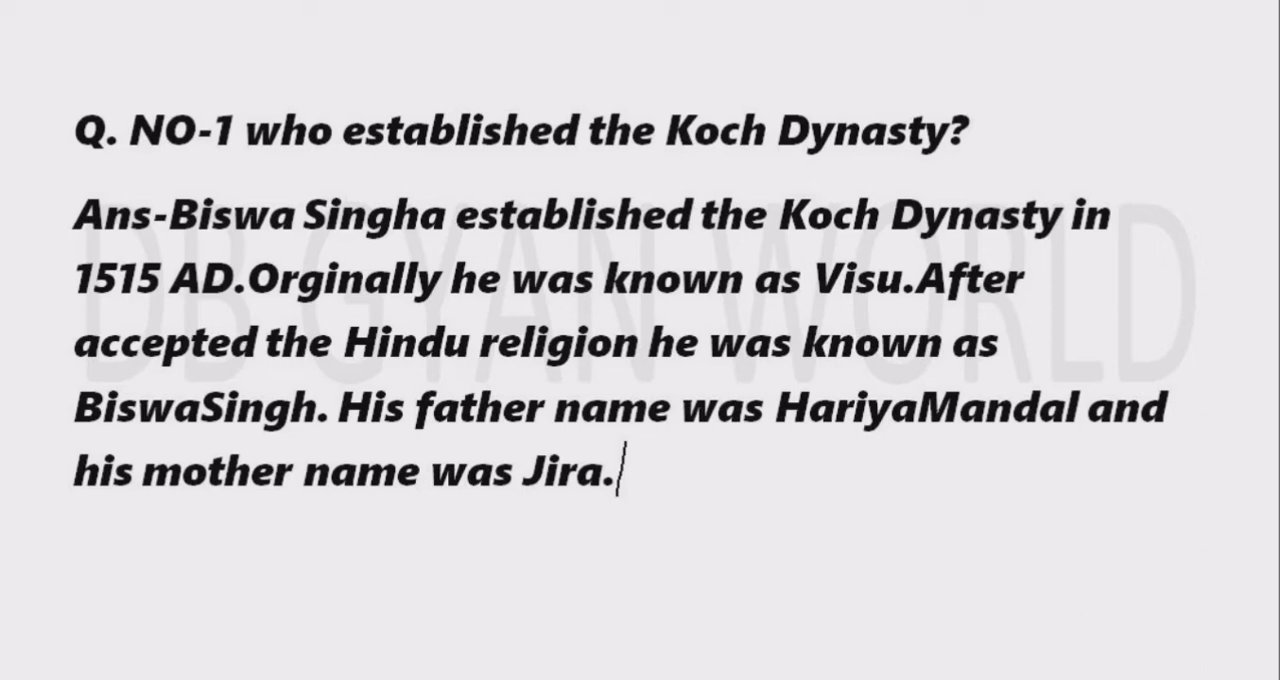 Q. NO-1 who established the Koch Dynasty?
Ans-Biswa Singha established the Koch Dynasty in
1515 AD.Orginally he was known as Visu.After
accepted the Hindu religion he was known as
BiswaSingh. His father name was HariyaMandal and
his mother name was Jira.
DB GYAN WORLD